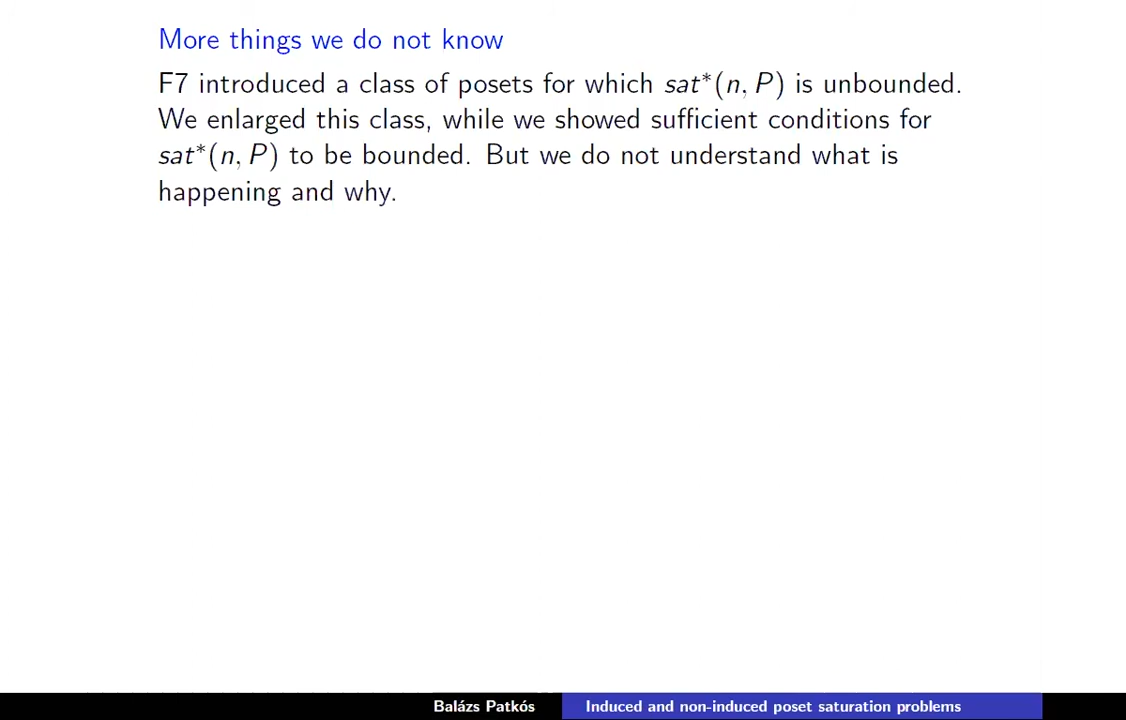 More things we do not know
F7 introduced a class of posets for which sat*(n, P) is unbounded.
We enlarged this class, while we showed sufficient conditions for
sat*(n, P) to be bounded. But we do not understand what is
happening and why.
Balázs Patkós
Induced and non-induced poset saturation problems